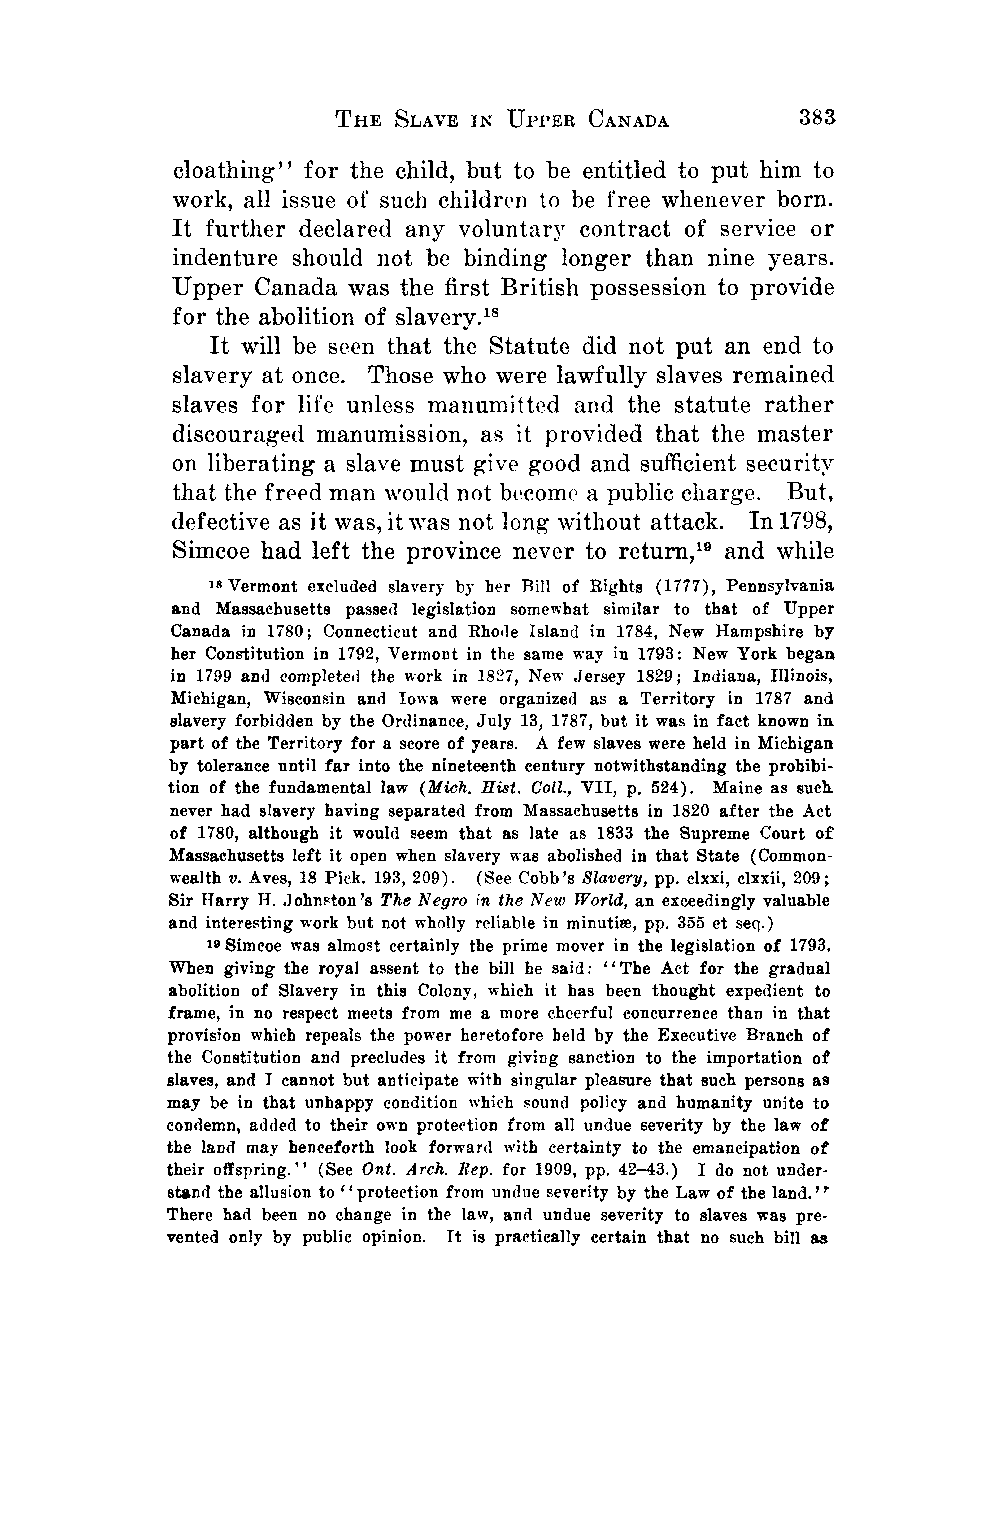 THE SLAVE IN UPPER CANADA 383
cloathing'' for the child, but to be entitled to put him to
work, all issue of such children to be free whenever born.
It further declared any voluntary contract of service or
indenture should not be binding longer than nine years.
Upper Canada was the first British possession to provide
for the abolition of slavery.¹⁸
It will be seen that the Statute did not put an end to
slavery at once. Those who were lawfully slaves remained
slaves for life unless manumitted and the statute rather
discouraged manumission, as it provided that the master
on liberating a slave must give good and sufficient security
that the freed man would not become a public charge. But,
defective as it was, it was not long without attack. In 1798,
Simcoe had left the province never to return,¹⁹ and while
¹⁸ Vermont excluded slavery by her Bill of Rights (1777), Pennsylvania
and Massachusetts passed legislation somewhat similar to that of Upper
Canada in 1780; Connecticut and Rhode Island in 1784, New Hampshire by
her Constitution in 1792, Vermont in the same way in 1793: New York began
in 1799 and completed the work in 1827, New Jersey 1829; Indiana, Illinois,
Michigan, Wisconsin and Iowa were organized as a Territory in 1787 and
slavery forbidden by the Ordinance, July 13, 1787, but it was in fact known in
part of the Territory for a score of years. A few slaves were held in Michigan
by tolerance until far into the nineteenth century notwithstanding the prohibi-
tion of the fundamental law (Mich. Hist. Coll., VII, p. 524). Maine as such
never had slavery having separated from Massachusetts in 1820 after the Act
of 1780, although it would seem that as late as 1833 the Supreme Court of
Massachusetts left it open when slavery was abolished in that State (Common-
wealth v. Aves, 18 Pick. 193, 209). (See Cobb's Slavery, pp. clxxi, clxxii, 209;
Sir Harry H. Johnston's The Negro in the New World, an exceedingly valuable
and interesting work but not wholly reliable in minutiæ, pp. 355 et seq.)
¹⁹ Simcoe was almost certainly the prime mover in the legislation of 1793.
When giving the royal assent to the bill he said: ''The Act for the gradual
abolition of Slavery in this Colony, which it has been thought expedient to
frame, in no respect meets from me a more cheerful concurrence than in that
provision which repeals the power heretofore held by the Executive Branch of
the Constitution and precludes it from giving sanction to the importation of
slaves, and I cannot but anticipate with singular pleasure that such persons as
may be in that unhappy condition which sound policy and humanity unite to
condemn, added to their own protection from all undue severity by the law of
the land may henceforth look forward with certainty to the emancipation of
their offspring.'' (See Ont. Arch. Rep. for 1909, pp. 42–43.) I do not under-
stand the allusion to ''protection from undue severity by the Law of the land.''
There had been no change in the law, and undue severity to slaves was pre-
vented only by public opinion. It is practically certain that no such bill as